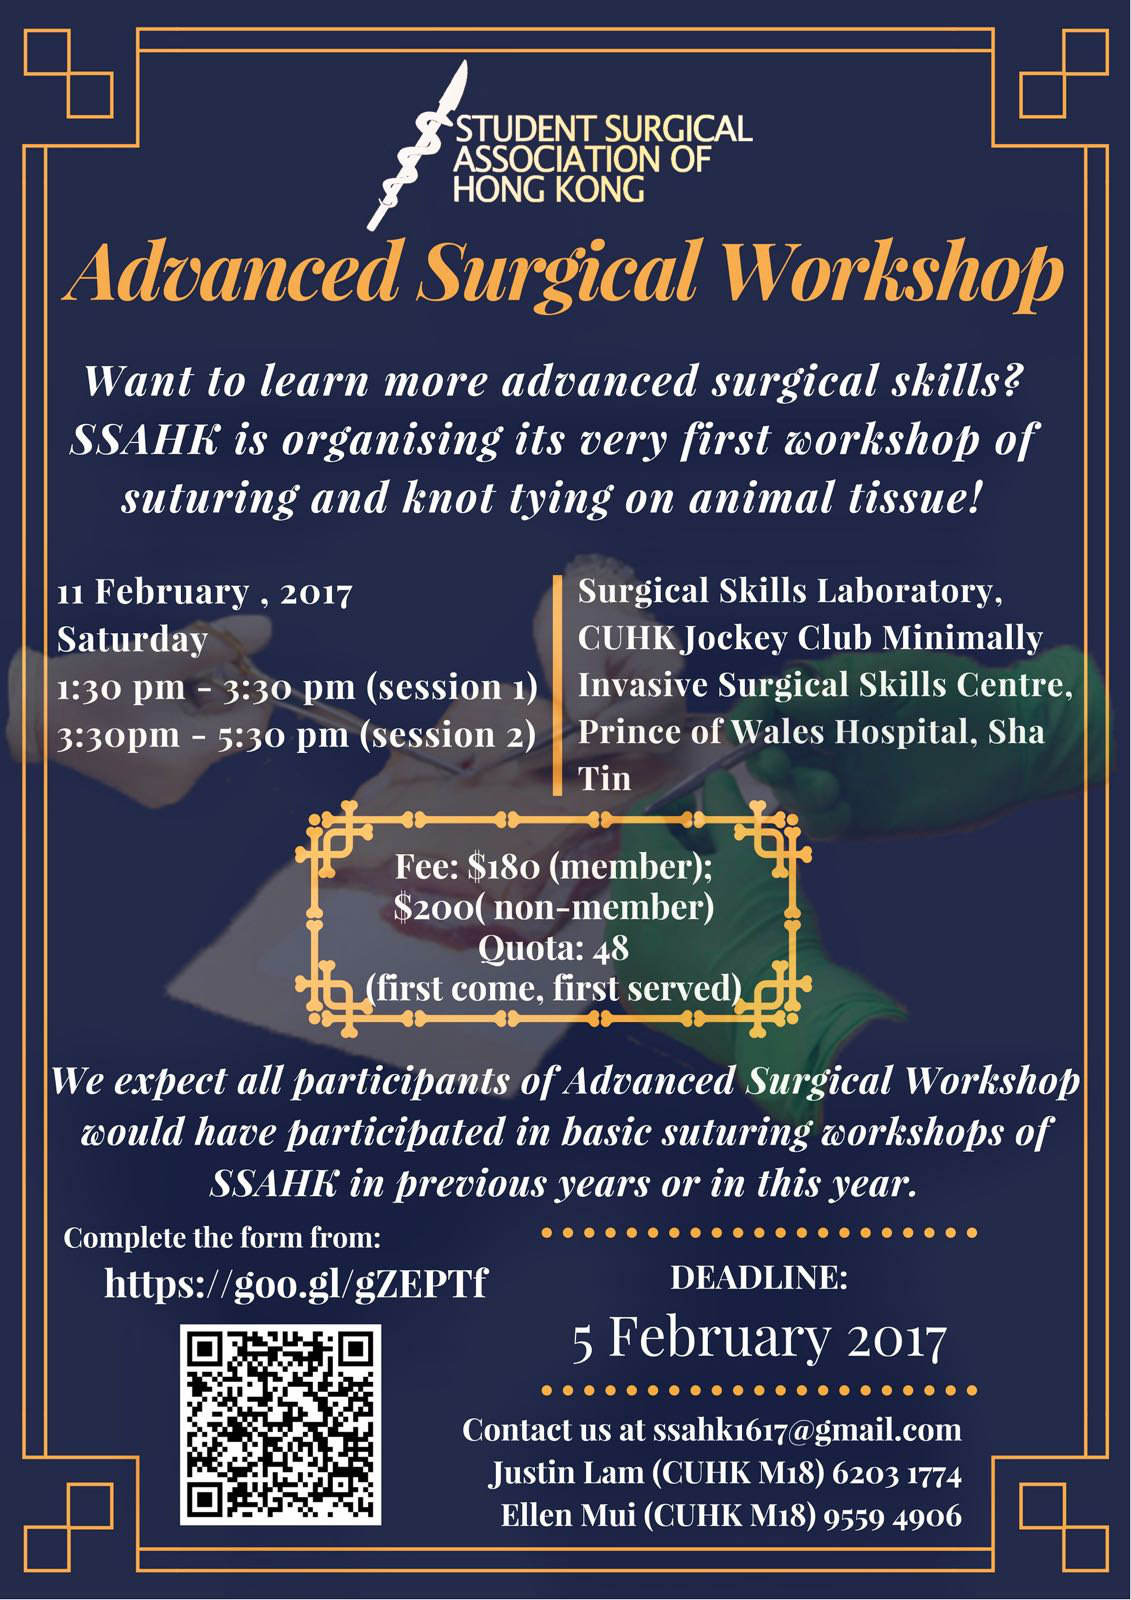 STUDENT SURGICAL
ASSOCIATION OF
HONG KONG
Advanced Surgical Workshop
Want to learn more advanced surgical skills?
SSAHK is organising its very first workshop of
suturing and knot tying on animal tissue!
11 February , 2017
Saturday
1:30 pm - 3:30 pm (session 1)
3:30pm - 5:30 pm (session 2)
Surgical Skills Laboratory,
CUHK Jockey Club Minimally
Invasive Surgical Skills Centre,
Prince of Wales Hospital, Sha
Tin
Fee: $180 (member);
$200( non-member)
Quota: 48
(first come, first served)
We expect all participants of Advanced Surgical Workshop
would have participated in basic suturing workshops of
SSAHK in previous years or in this year.
Complete the form from:
https://goo.gl/gZEPTf
DEADLINE:
5 February 2017
Contact us at ssahk1617@gmail.com
Justin Lam (CUHK M18) 6203 1774
Ellen Mui (CUHK M18) 9559 4906